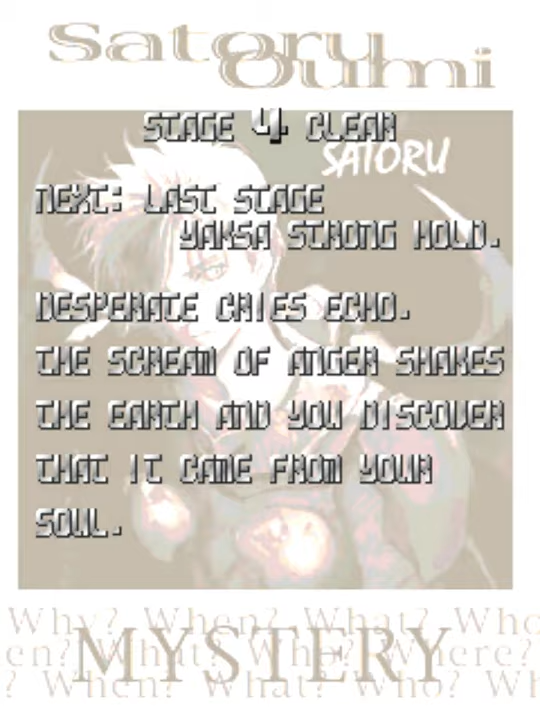 Satoru
Oumi
STAGE 4 CLEAR
SATORU
NEXT: LAST STAGE
YAKSA STRONG HOLD.
DESPERATE CRIES ECHO.
THE SCREAM OF ANGER SHAKES
THE EARTH AND YOU DISCOVER
THAT IT CAME FROM YOUR
SOUL.
Why? When? What? Who
en? What? Who? Where?
MYSTERY
? When? What? Who? Wh